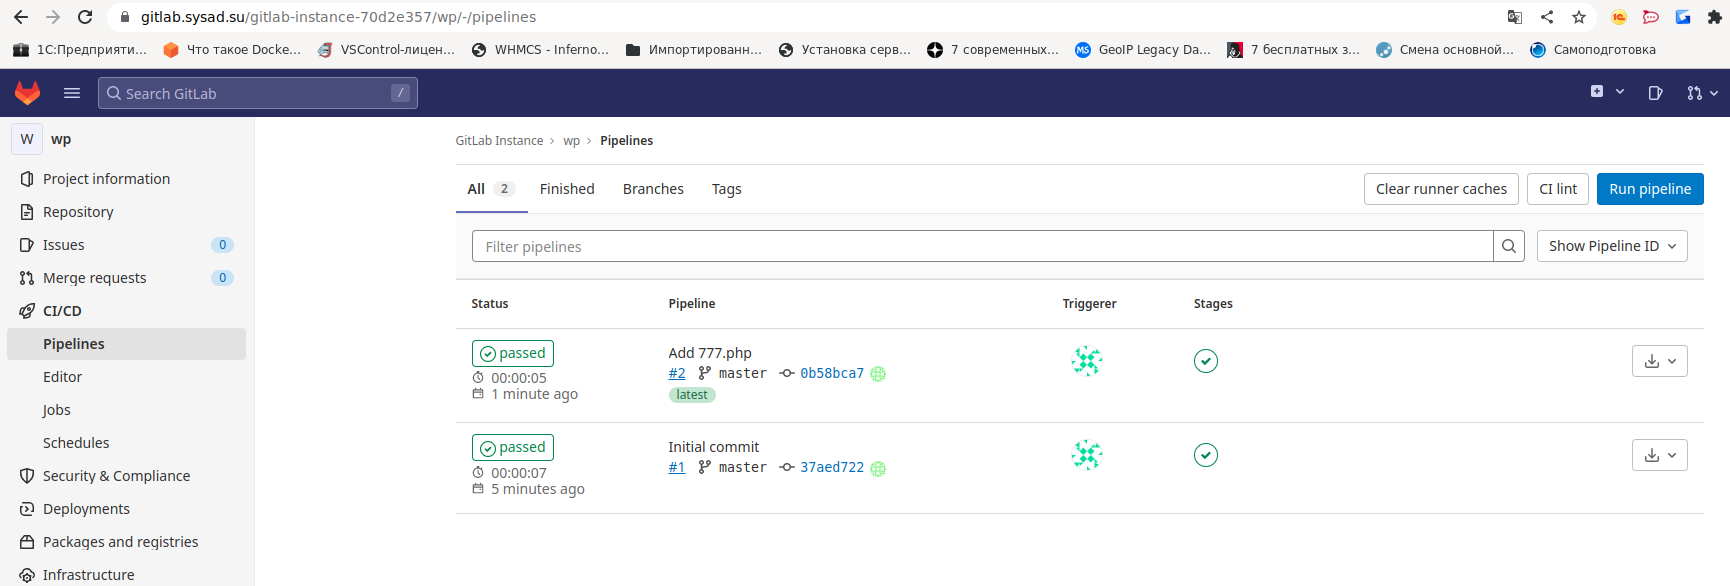 gitlab.sysad.su/gitlab-instance-70d2e357/wp/-/pipelines
1С:Предприяти... Что такое Docke... VSControl-лицен... WHMCS - Inferno... Импортированн... Установка серв... 7 современных... GeoIP Legacy Da... 7 бесплатных з... Смена основной... Самоподготовка
Search GitLab /
W wp
Project information
Repository
Issues 0
Merge requests 0
CI/CD
Pipelines
Editor
Jobs
Schedules
Security & Compliance
Deployments
Packages and registries
Infrastructure
GitLab Instance › wp › Pipelines
All 2 Finished Branches Tags Clear runner caches CI lint Run pipeline
Filter pipelines Show Pipeline ID
Status Pipeline Triggerer Stages
passed Add 777.php
00:00:05 #2 master 0b58bca7
1 minute ago latest
passed Initial commit
00:00:07 #1 master 37aed722
5 minutes ago